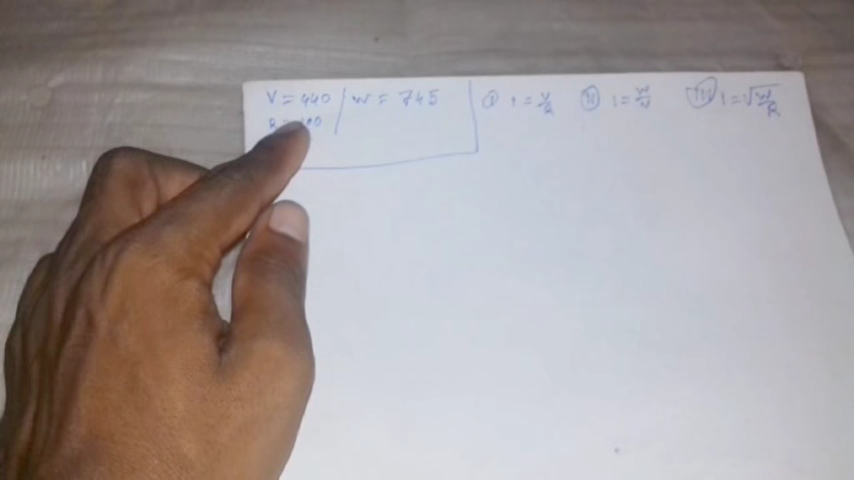 V = 440 | W = 745 Ⓘ I = V/R Ⓘⓘ I = W/V ⒾⒾⒾ I = √W/R